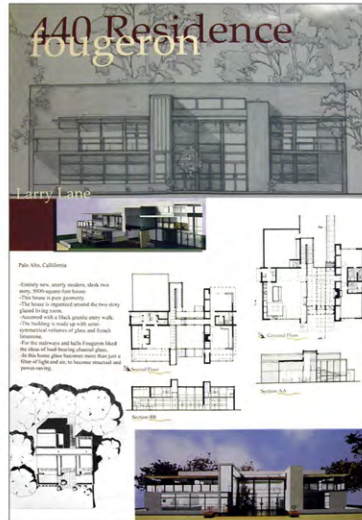 440 Residence
fougeron
Larry Lane
Palo Alto, California
-Entirely new, utterly modern, sleek two
story, 5000-square-foot house
-This house is pure geometry.
-The house is organized around the two story
glazed living room.
-Accented with a black granite entry walk.
-The building is made up with semi-
symmetrical volumes of glass and french
limestone.
-For the stairways and halls Fougeron liked
the ideas of load-bearing channel glass.
-In this home glass becomes more than just a
filter of light and air, to become structural and
power-saving.
Second Floor
Ground Floor
Section AA
Section BB